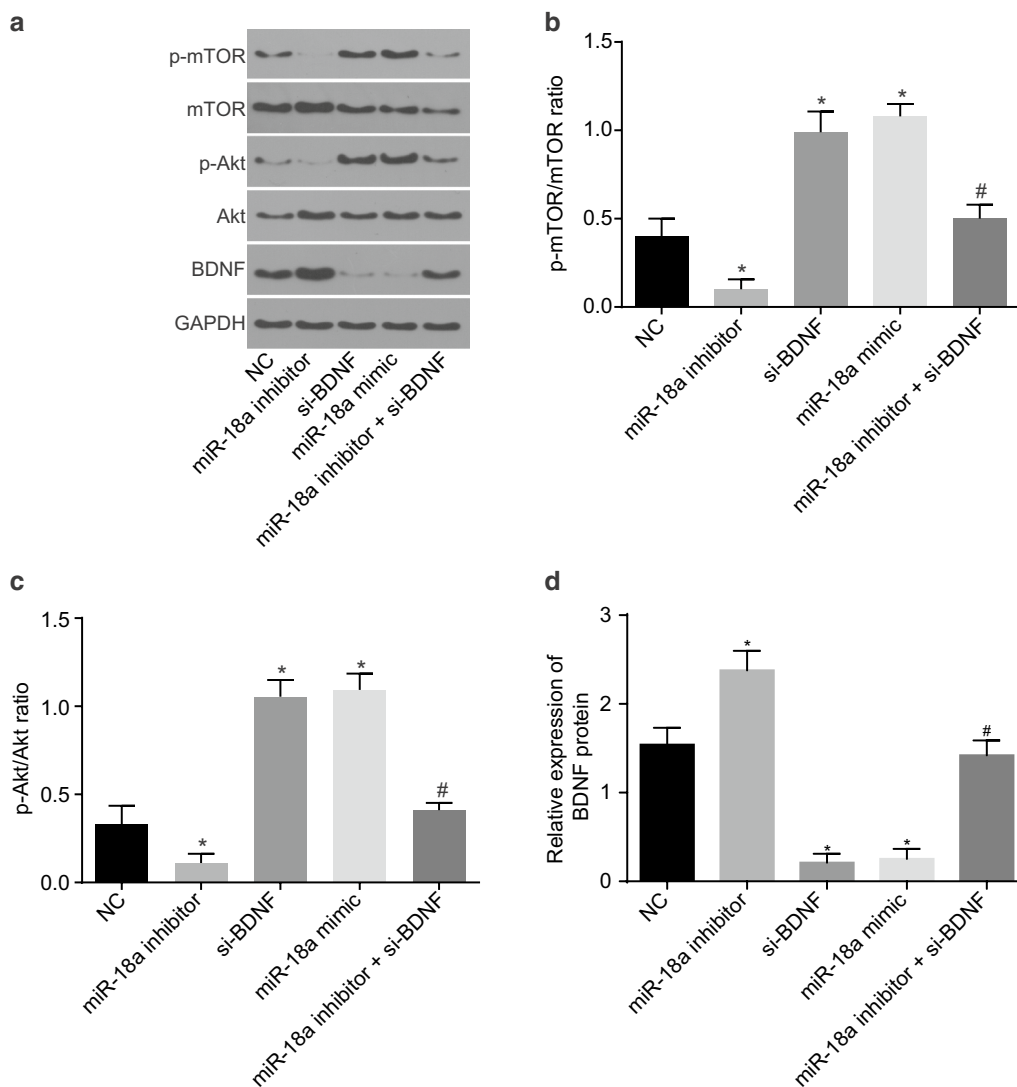 a
p-mTOR
mTOR
p-Akt
Akt
BDNF
GAPDH
NC
miR-18a inhibitor
si-BDNF
miR-18a mimic
miR-18a inhibitor + si-BDNF
b
p-mTOR/mTOR ratio
1.5
1.0
0.5
0.0
*
*
*
*
#
NC
miR-18a inhibitor
si-BDNF
miR-18a mimic
miR-18a inhibitor + si-BDNF
c
p-Akt/Akt ratio
1.5
1.0
0.5
0.0
*
*
*
#
NC
miR-18a inhibitor
si-BDNF
miR-18a mimic
miR-18a inhibitor + si-BDNF
d
Relative expression of
BDNF protein
3
2
1
0
*
*
*
#
NC
miR-18a inhibitor
si-BDNF
miR-18a mimic
miR-18a inhibitor + si-BDNF